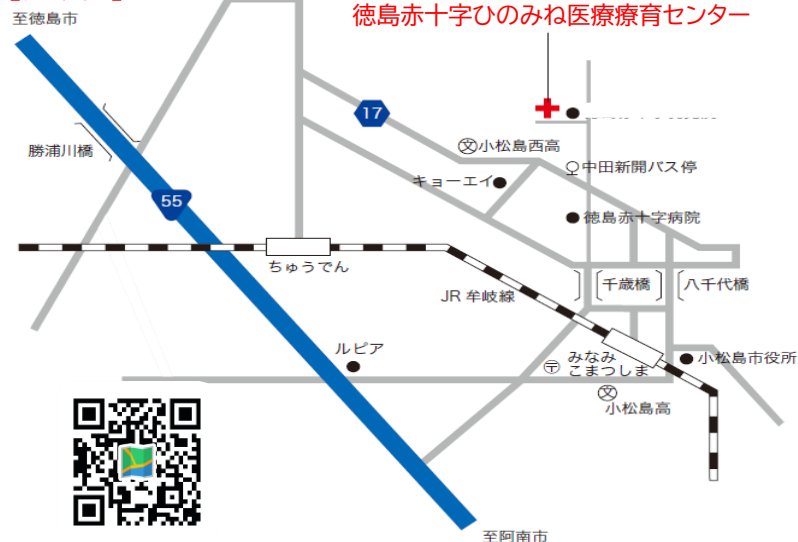 至徳島市
徳島赤十字ひのみね医療療育センター
17
勝浦川橋
小松島西高
中田新開バス停
キョーエイ
55
徳島赤十字病院
ちゅうでん
JR 牟岐線
千歳橋
八千代橋
ルピア
みなみ
こまつしま
小松島市役所
小松島高
至阿南市